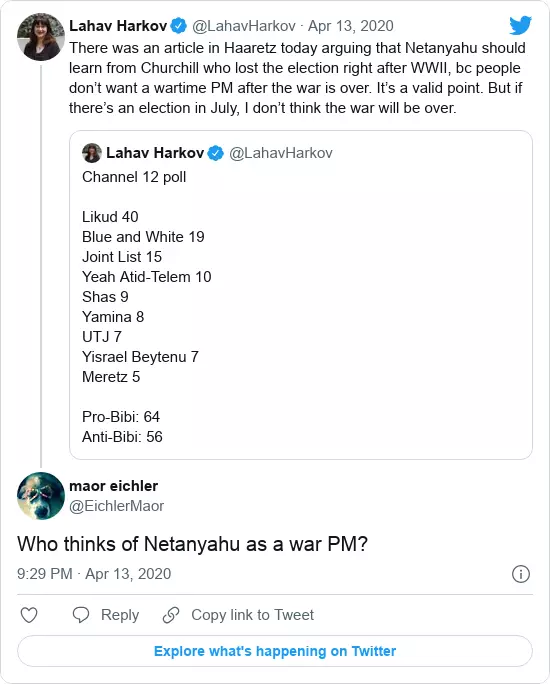 Lahav Harkov @LahavHarkov · Apr 13, 2020
There was an article in Haaretz today arguing that Netanyahu should
learn from Churchill who lost the election right after WWII, bc people
don't want a wartime PM after the war is over. It's a valid point. But if
there's an election in July, I don't think the war will be over.
Lahav Harkov @LahavHarkov
Channel 12 poll
Likud 40
Blue and White 19
Joint List 15
Yeah Atid-Telem 10
Shas 9
Yamina 8
UTJ 7
Yisrael Beytenu 7
Meretz 5
Pro-Bibi: 64
Anti-Bibi: 56
maor eichler
@EichlerMaor
Who thinks of Netanyahu as a war PM?
9:29 PM · Apr 13, 2020
Reply Copy link to Tweet
Explore what's happening on Twitter